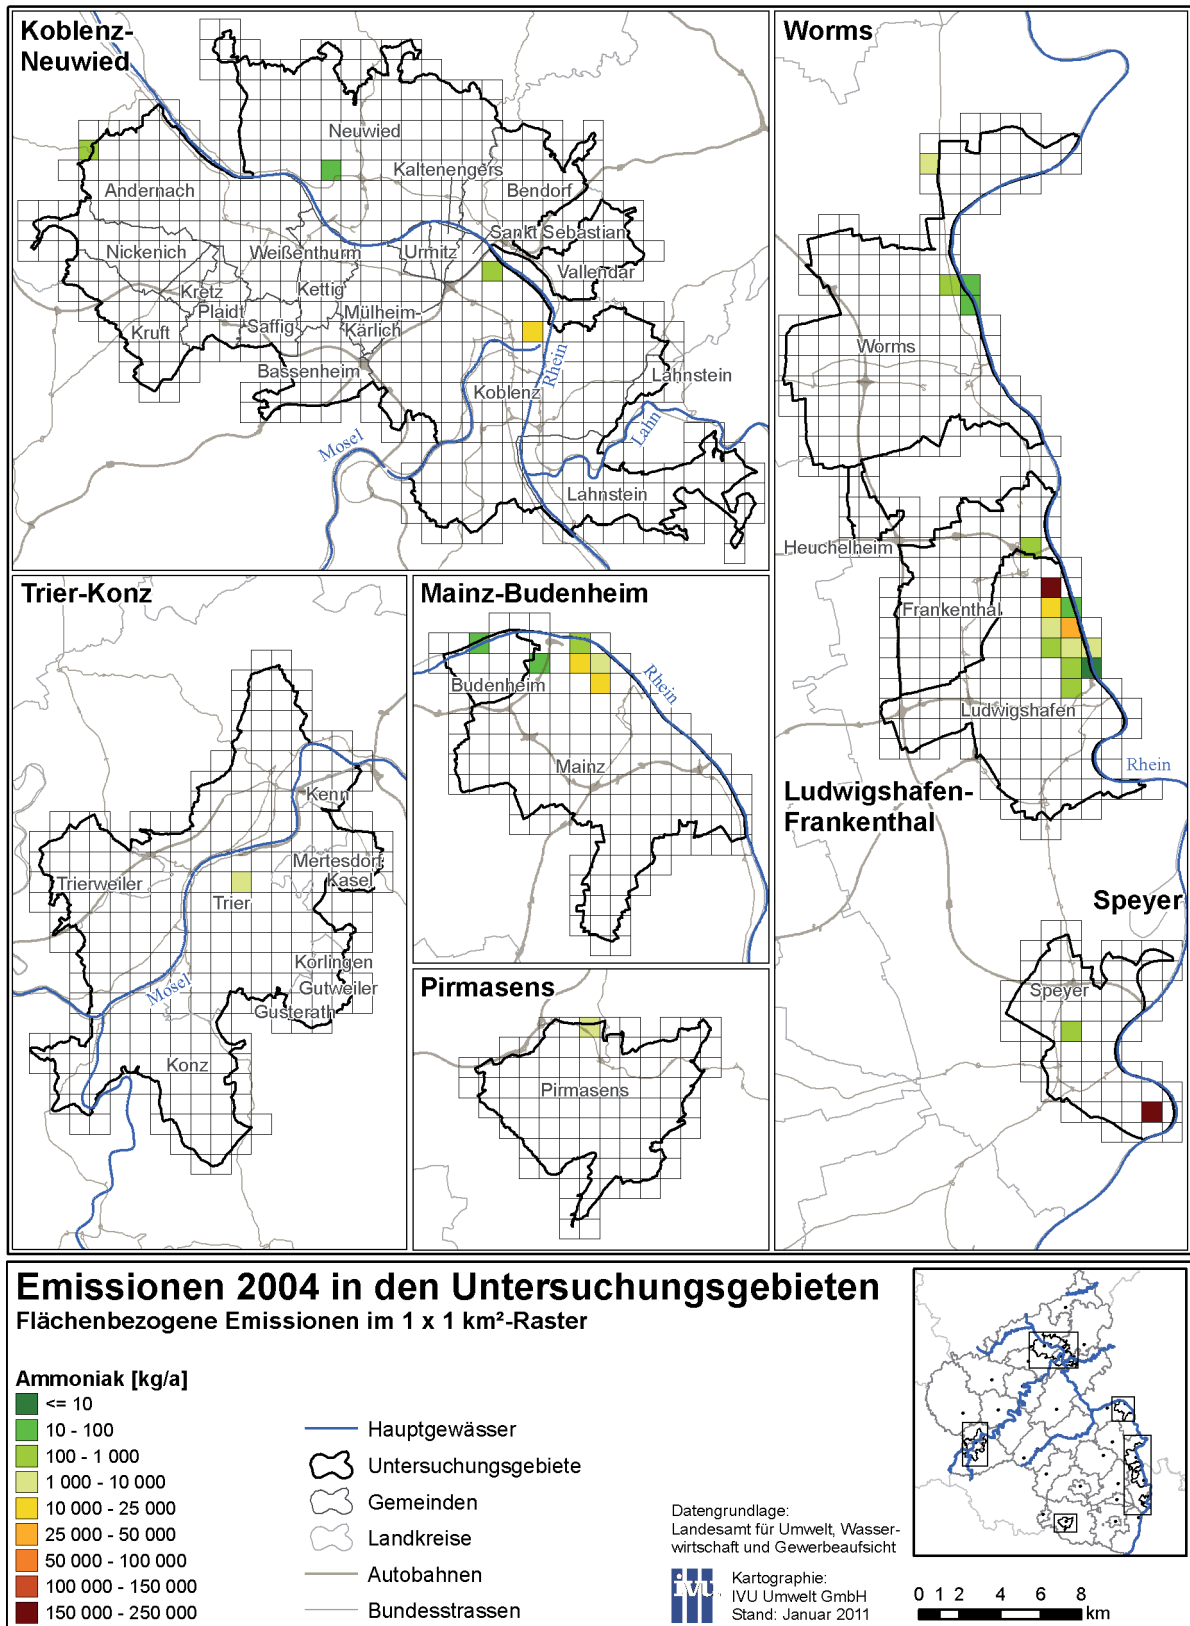 Koblenz-
Neuwied
Neuwied
Kaltenengers
Andernach
Bendorf
Sankt Sebastian
Nickenich
Weißenthurm
Urmitz
Vallendar
Kretz
Kettig
Plaidt
Mülheim-
Kärlich
Kruft
Saffig
Bassenheim
Rhein
Koblenz
Lahnstein
Mosel
Lahn
Lahnstein
Worms
Worms
Heuchelheim
Frankenthal
Ludwigshafen
Rhein
Ludwigshafen-
Frankenthal
Speyer
Speyer
Trier-Konz
Kenn
Mertesdorf
Kasel
Trierweiler
Trier
Korlingen
Gutweiler
Mosel
Gusterath
Konz
Mainz-Budenheim
Rhein
Budenheim
Mainz
Pirmasens
Pirmasens
Emissionen 2004 in den Untersuchungsgebieten
Flächenbezogene Emissionen im 1 x 1 km²-Raster
Ammoniak [kg/a]
<= 10
10 - 100
100 - 1 000
1 000 - 10 000
10 000 - 25 000
25 000 - 50 000
50 000 - 100 000
100 000 - 150 000
150 000 - 250 000
Hauptgewässer
Untersuchungsgebiete
Gemeinden
Landkreise
Autobahnen
Bundesstrassen
Datengrundlage:
Landesamt für Umwelt, Wasser-
wirtschaft und Gewerbeaufsicht
ivu
Kartographie:
IVU Umwelt GmbH
Stand: Januar 2011
0 1 2 4 6 8
km